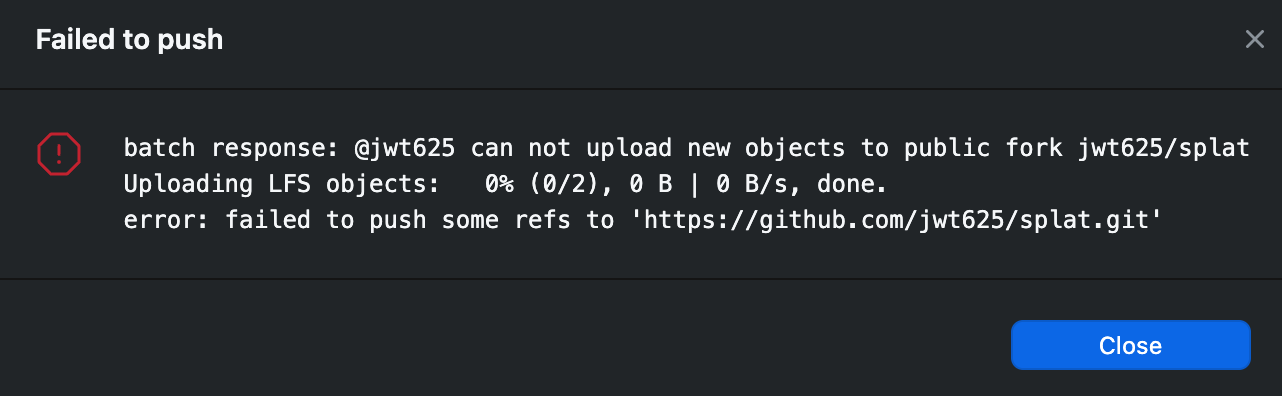 Failed to push
batch response: @jwt625 can not upload new objects to public fork jwt625/splat
Uploading LFS objects:   0% (0/2), 0 B | 0 B/s, done.
error: failed to push some refs to 'https://github.com/jwt625/splat.git'
Close